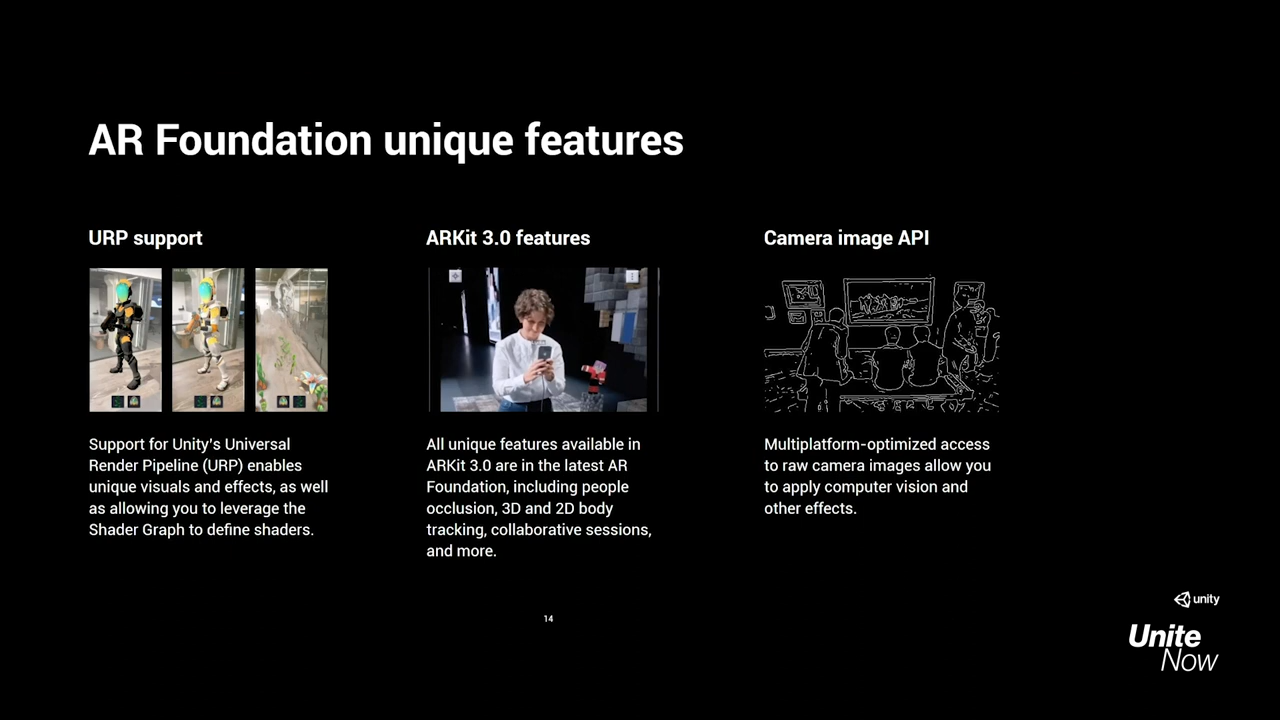 AR Foundation unique features
URP support
Support for Unity's Universal
Render Pipeline (URP) enables
unique visuals and effects, as well
as allowing you to leverage the
Shader Graph to define shaders.
ARKit 3.0 features
All unique features available in
ARKit 3.0 are in the latest AR
Foundation, including people
occlusion, 3D and 2D body
tracking, collaborative sessions,
and more.
Camera image API
Multiplatform-optimized access
to raw camera images allow you
to apply computer vision and
other effects.
14
unity
Unite
Now